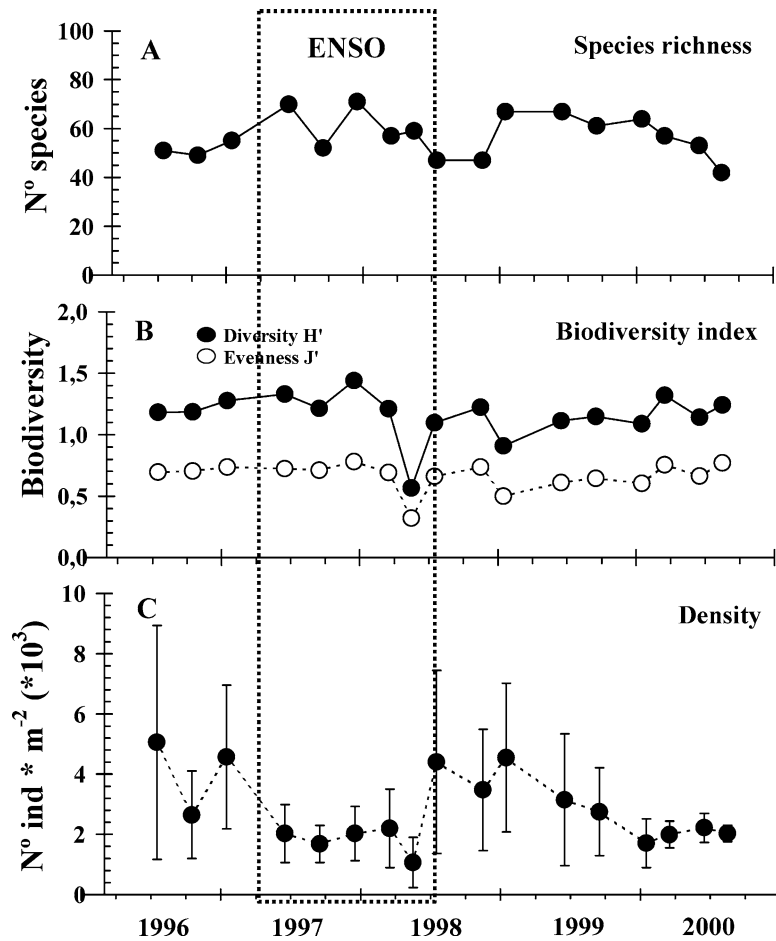 100
A
ENSO
Species richness
80
60
40
20
0
Nº species
2,0
B
Diversity H'
Evenness J'
Biodiversity index
1,5
1,0
0,5
0,0
Biodiversity
10
C
Density
8
6
4
2
0
Nº ind * m-2 (*103)
1996 1997 1998 1999 2000